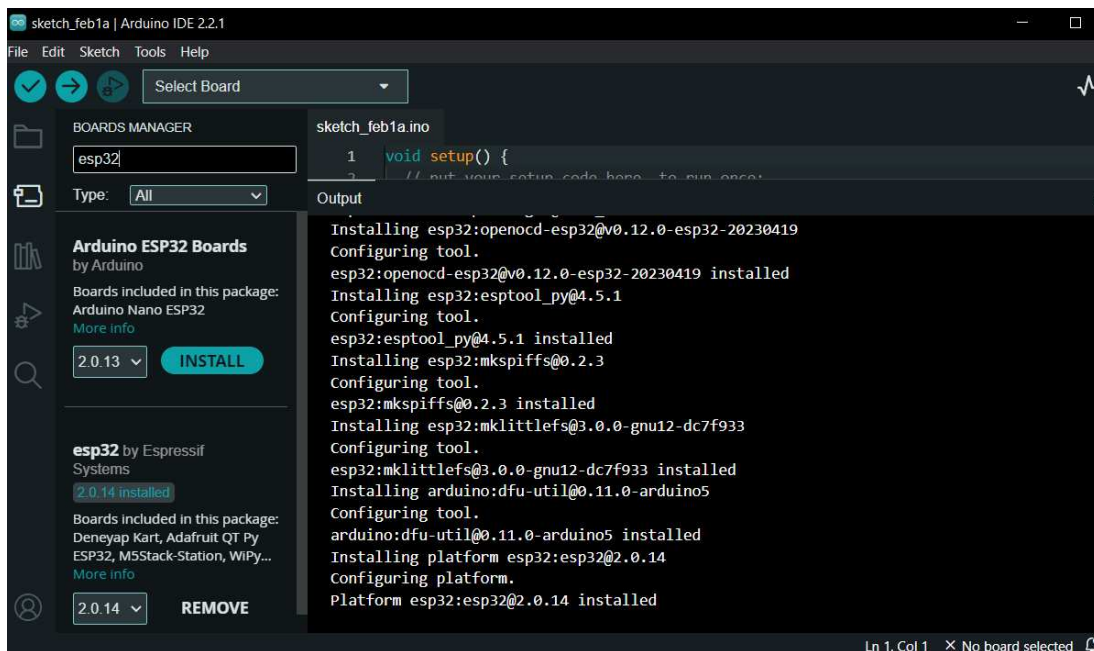 sketch_feb1a | Arduino IDE 2.2.1
File Edit Sketch Tools Help
Select Board
BOARDS MANAGER
esp32
Type: All
Arduino ESP32 Boards
by Arduino
Boards included in this package:
Arduino Nano ESP32
More info
2.0.13
INSTALL
esp32 by Espressif
Systems
2.0.14 installed
Boards included in this package:
Deneyap Kart, Adafruit QT Py
ESP32, M5Stack-Station, WiPy...
More info
2.0.14
REMOVE
sketch_feb1a.ino
1 void setup() {
2 // put your setup code here, to run once:
Output
Installing esp32:openocd-esp32@v0.12.0-esp32-20230419
Configuring tool.
esp32:openocd-esp32@v0.12.0-esp32-20230419 installed
Installing esp32:esptool_py@4.5.1
Configuring tool.
esp32:esptool_py@4.5.1 installed
Installing esp32:mkspiffs@0.2.3
Configuring tool.
esp32:mkspiffs@0.2.3 installed
Installing esp32:mklittlefs@3.0.0-gnu12-dc7f933
Configuring tool.
esp32:mklittlefs@3.0.0-gnu12-dc7f933 installed
Installing arduino:dfu-util@0.11.0-arduino5
Configuring tool.
arduino:dfu-util@0.11.0-arduino5 installed
Installing platform esp32:esp32@2.0.14
Configuring platform.
Platform esp32:esp32@2.0.14 installed
Ln 1, Col 1 × No board selected